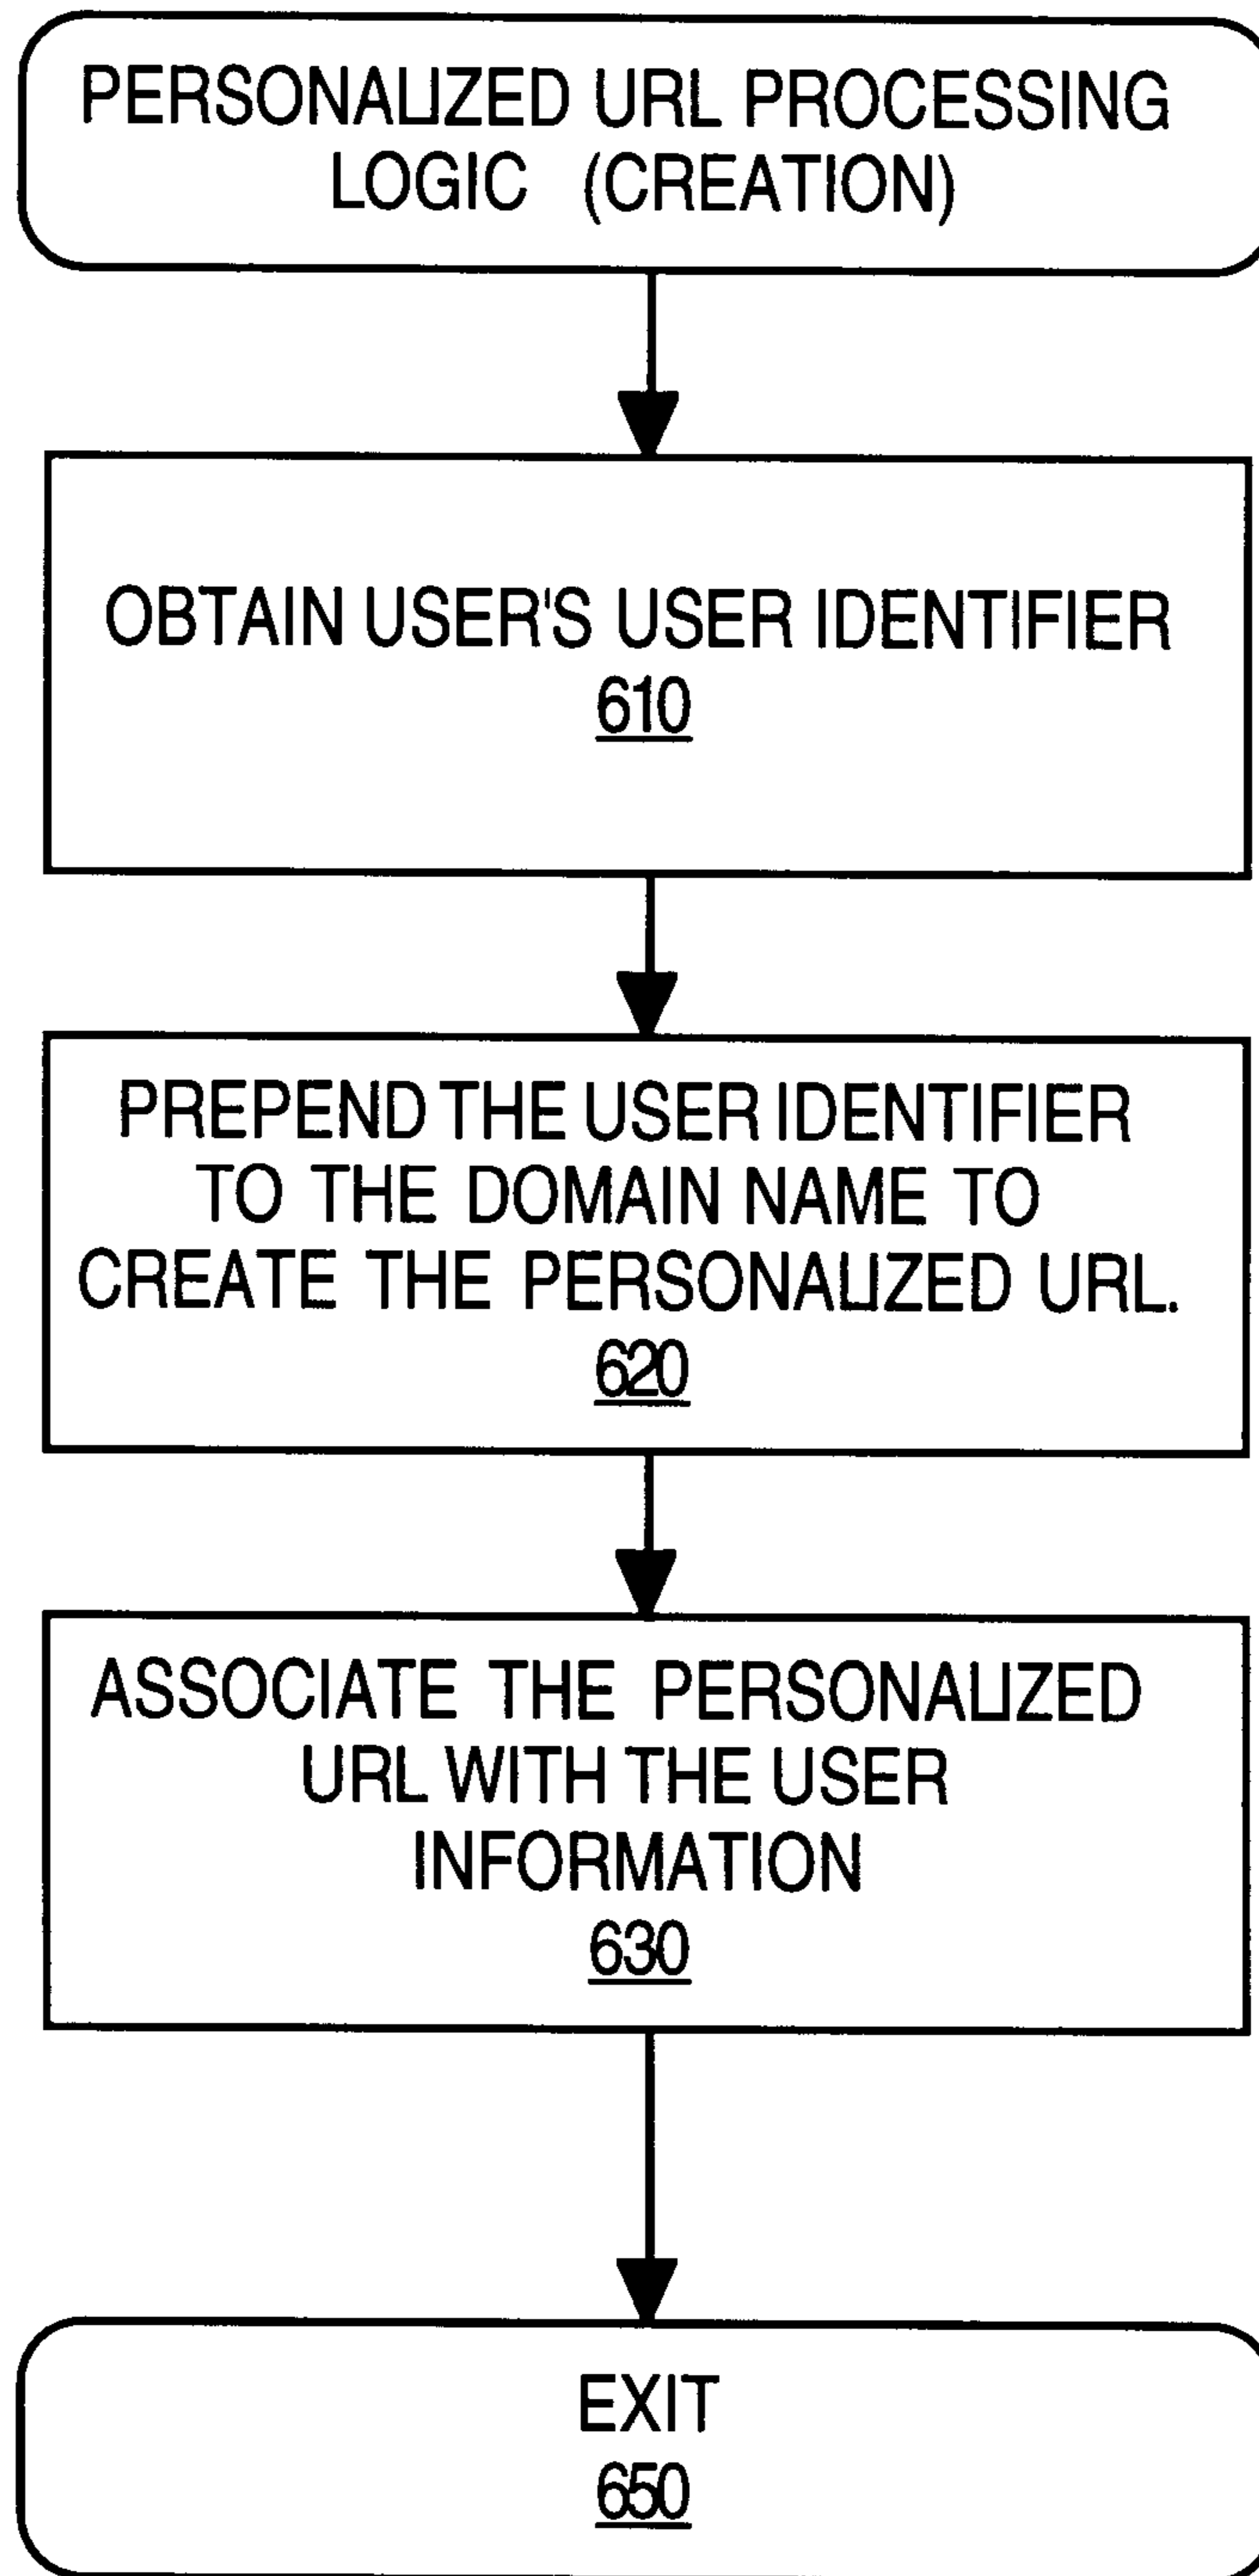 PERSONALIZED URL PROCESSING
LOGIC (CREATION)
OBTAIN USER'S USER IDENTIFIER
610
PREPEND THE USER IDENTIFIER
TO THE DOMAIN NAME TO
CREATE THE PERSONALIZED URL.
620
ASSOCIATE THE PERSONALIZED
URL WITH THE USER
INFORMATION
630
EXIT
650